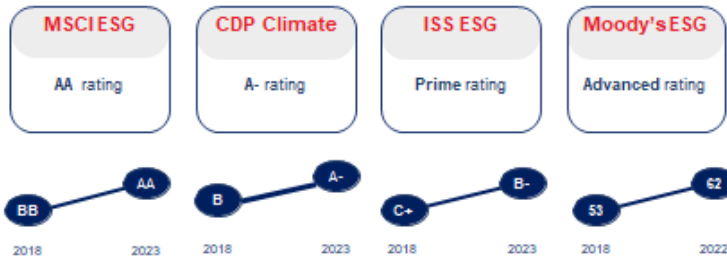 MSCI ESG
AA rating
BB
AA
2018
2023
CDP Climate
A- rating
B
A-
2018
2023
ISS ESG
Prime rating
C+
B-
2018
2023
Moody's ESG
Advanced rating
53
62
2018
2022